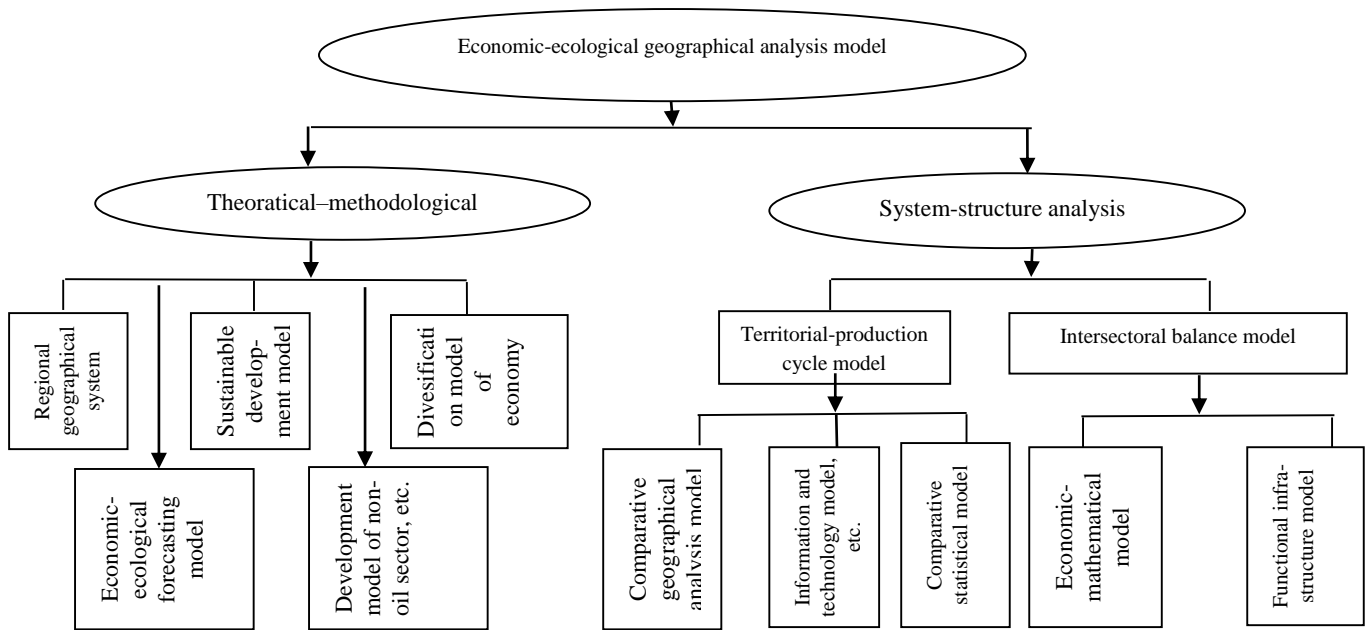 Economic-ecological geographical analysis model
Theoratical–methodological
System-structure analysis
Regional
geographical
system
Sustainable
develop-
ment model
Divesificati
on model
of
economy
Territorial-production
cycle model
Intersectoral balance model
Economic-
ecological
forecasting
model
Development
model of non-
oil sector, etc.
Comparative
geographical
analysis model
Information and
technology model,
etc.
Comparative
statistical model
Economic-
mathematical
model
Functional infra-
structure model